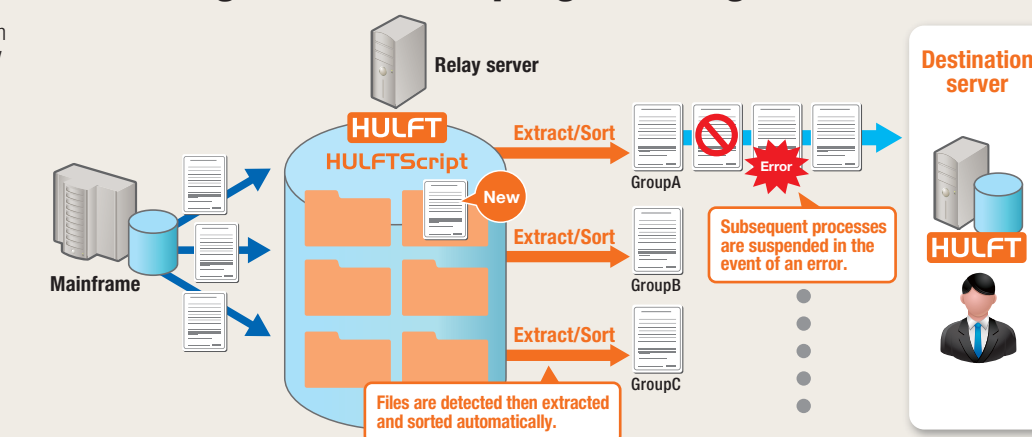 Relay server
HULFT
HULFTScript
New
Mainframe
Extract/Sort
GroupA
Error
Subsequent processes
are suspended in the
event of an error.
Extract/Sort
GroupB
Extract/Sort
GroupC
Files are detected then extracted
and sorted automatically.
Destination
server
HULFT